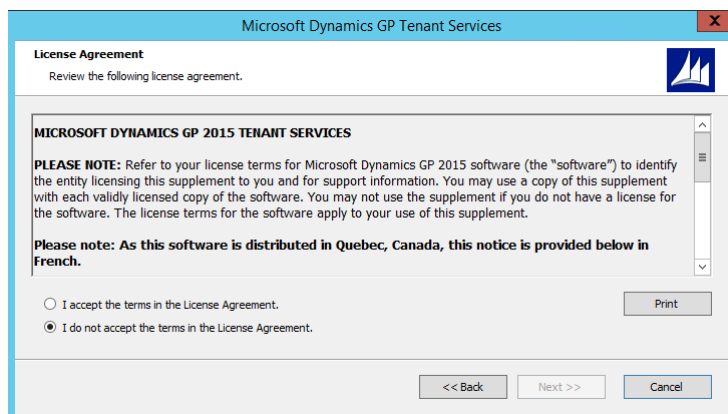 Microsoft Dynamics GP Tenant Services
X
License Agreement
Review the following license agreement.
MICROSOFT DYNAMICS GP 2015 TENANT SERVICES
PLEASE NOTE: Refer to your license terms for Microsoft Dynamics GP 2015 software (the “software”) to identify
the entity licensing this supplement to you and for support information. You may use a copy of this supplement
with each validly licensed copy of the software. You may not use the supplement if you do not have a license for
the software. The license terms for the software apply to your use of this supplement.
Please note: As this software is distributed in Quebec, Canada, this notice is provided below in
French.
I accept the terms in the License Agreement.
Print
I do not accept the terms in the License Agreement.
<< Back
Next >>
Cancel